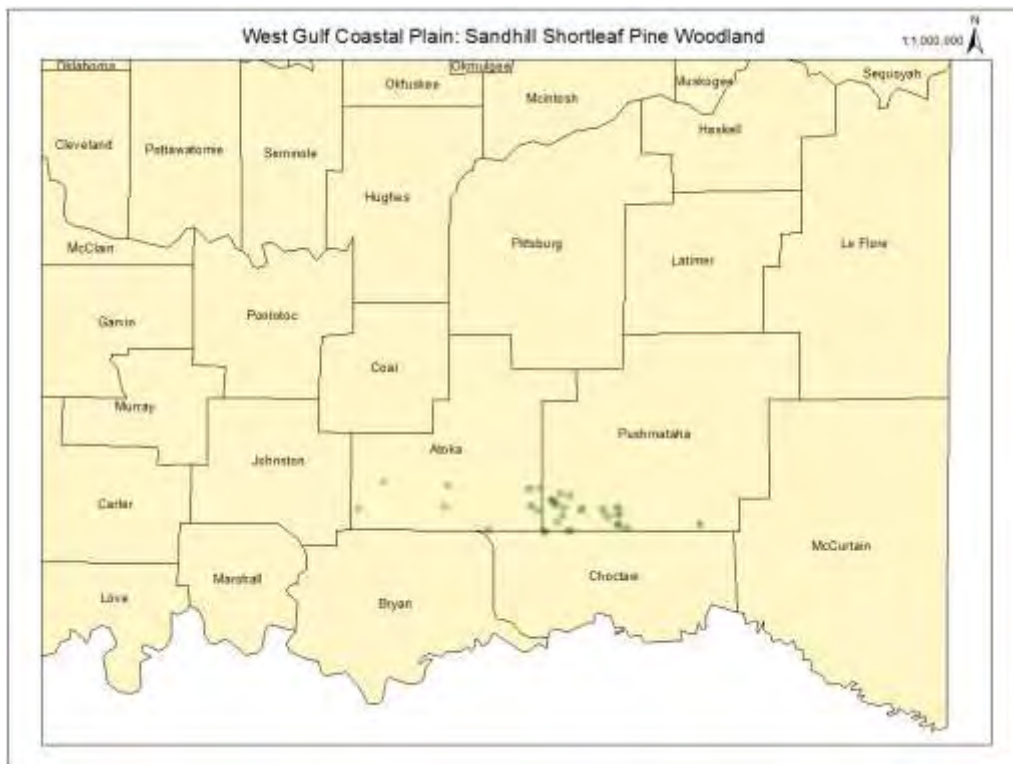 West Gulf Coastal Plain: Sandhill Shortleaf Pine Woodland
N
1:1,000,000
Oklahoma
Okfuskee
Okmulgee
McIntosh
Muskogee
Sequoyah
Cleveland
Pottawatomie
Seminole
Haskell
Hughes
McClain
Pittsburg
Latimer
Le Flore
Garvin
Pontotoc
Coal
Murray
Johnston
Atoka
Pushmataha
Carter
McCurtain
Love
Marshall
Bryan
Choctaw